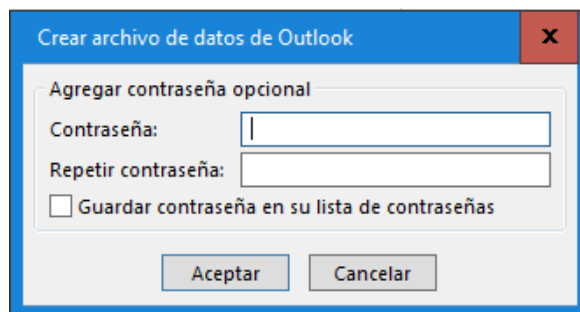 Crear archivo de datos de Outlook
x
Agregar contraseña opcional
Contraseña:
Repetir contraseña:
Guardar contraseña en su lista de contraseñas
Aceptar Cancelar